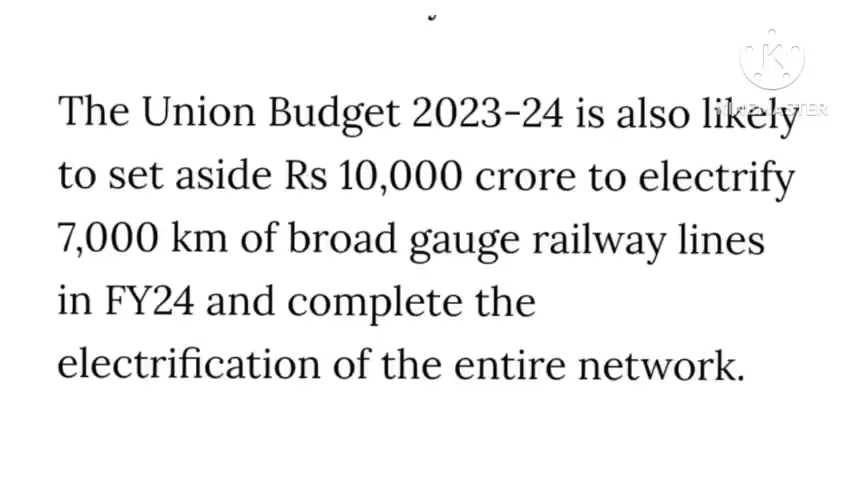 The Union Budget 2023-24 is also likely
to set aside Rs 10,000 crore to electrify
7,000 km of broad gauge railway lines
in FY24 and complete the
electrification of the entire network.
K
KINEMASTER